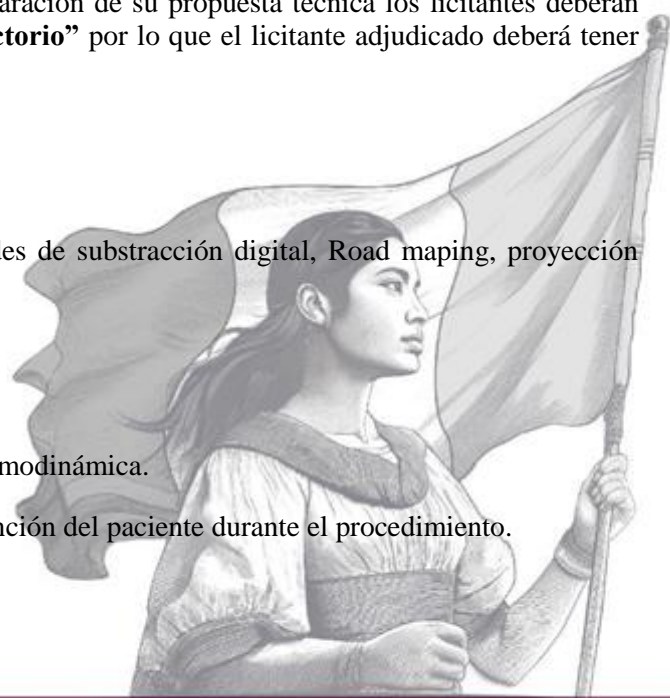 aración de su propuesta técnica los licitantes deberán
ctorio” por lo que el licitante adjudicado deberá tener
des de substracción digital, Road maping, proyección
modinámica.
nción del paciente durante el procedimiento.